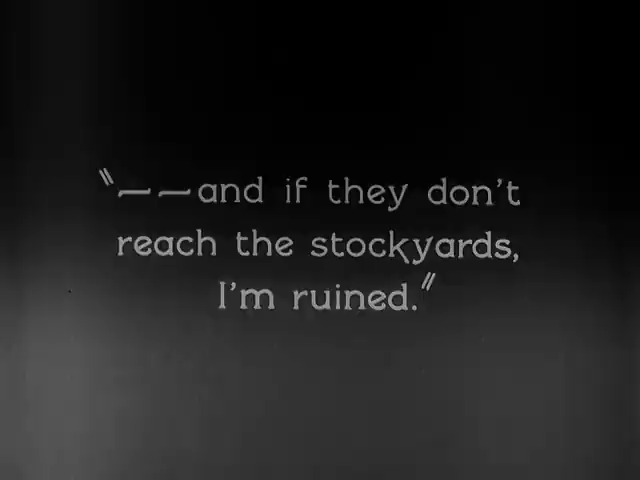 "——and if they don't
reach the stockyards,
I'm ruined."